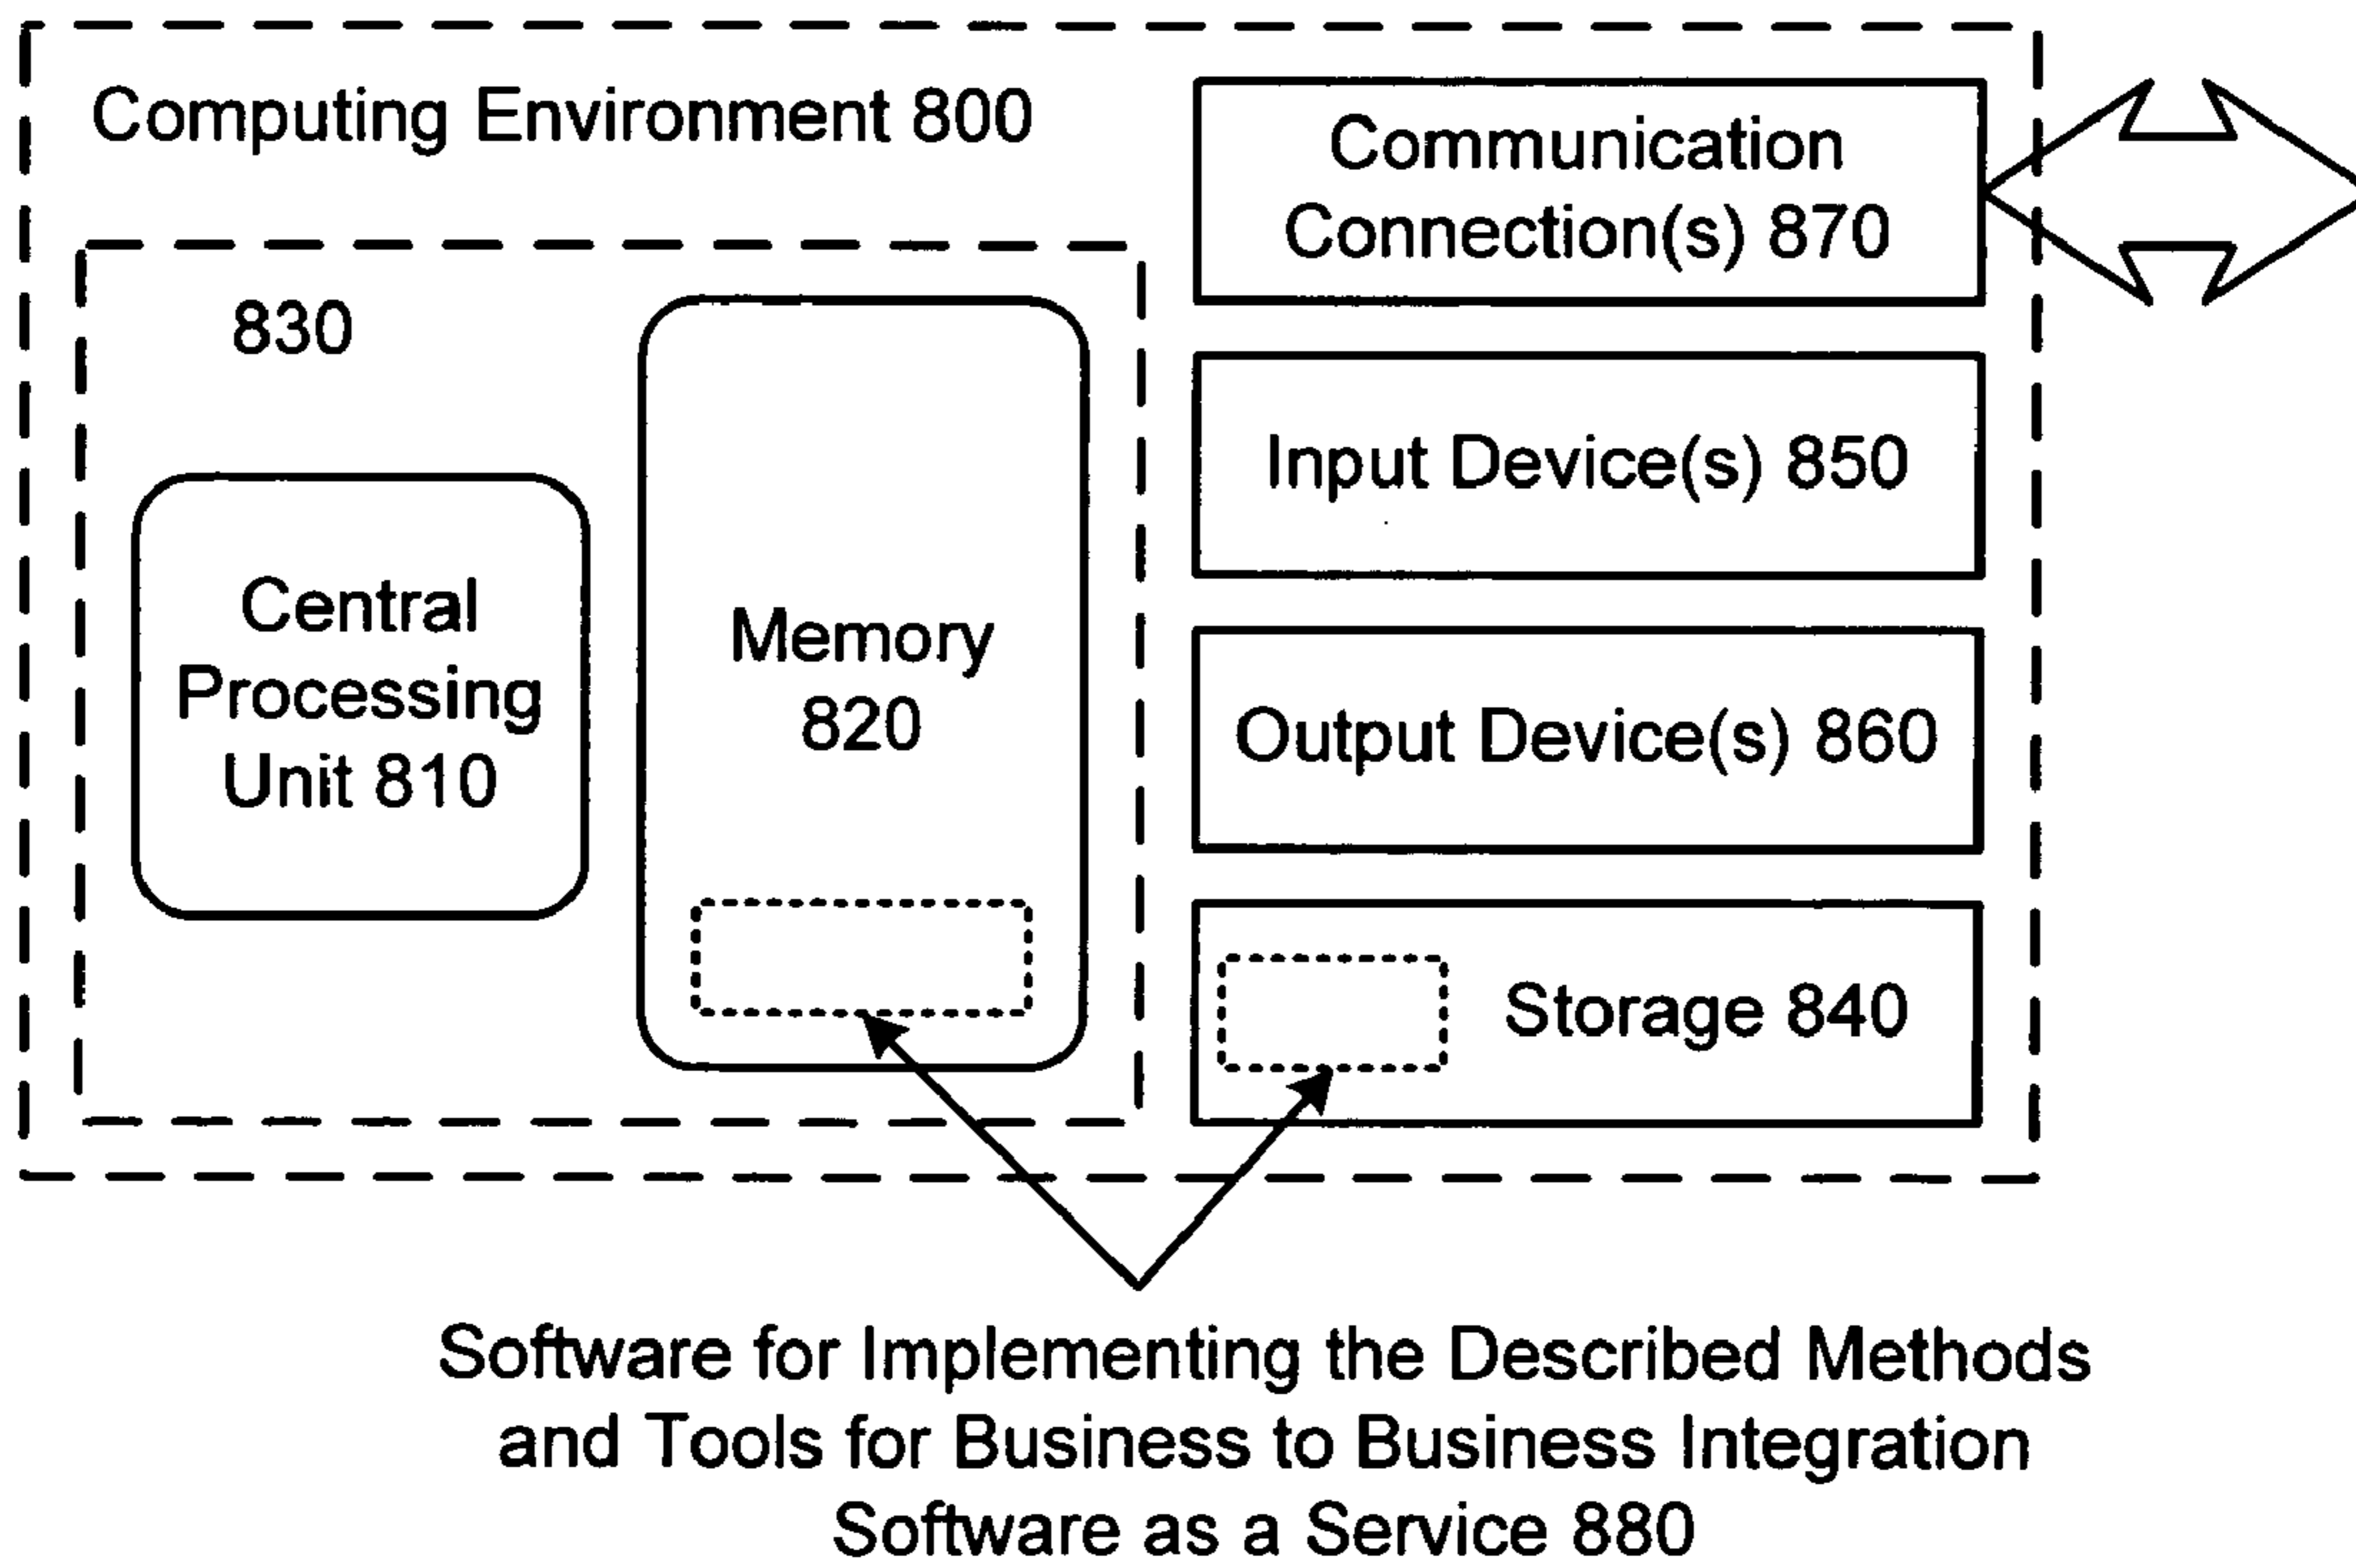 Computing Environment 800
830
Central
Processing
Unit 810
Memory
820
Communication
Connection(s) 870
Input Device(s) 850
Output Device(s) 860
Storage 840
Software for Implementing the Described Methods
and Tools for Business to Business Integration
Software as a Service 880